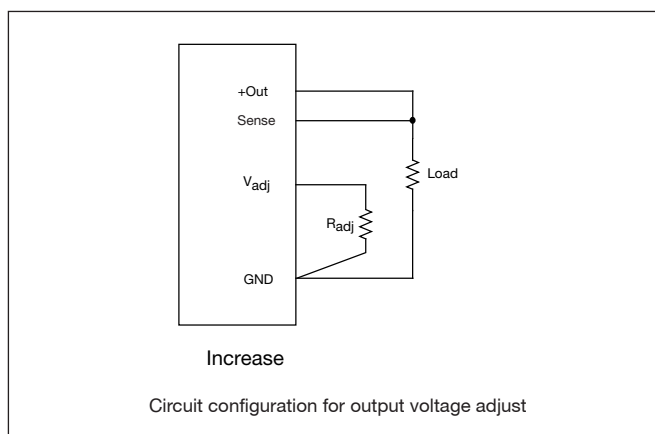 +Out
Sense
Vadj
Load
Radj
GND
Increase
Circuit configuration for output voltage adjust